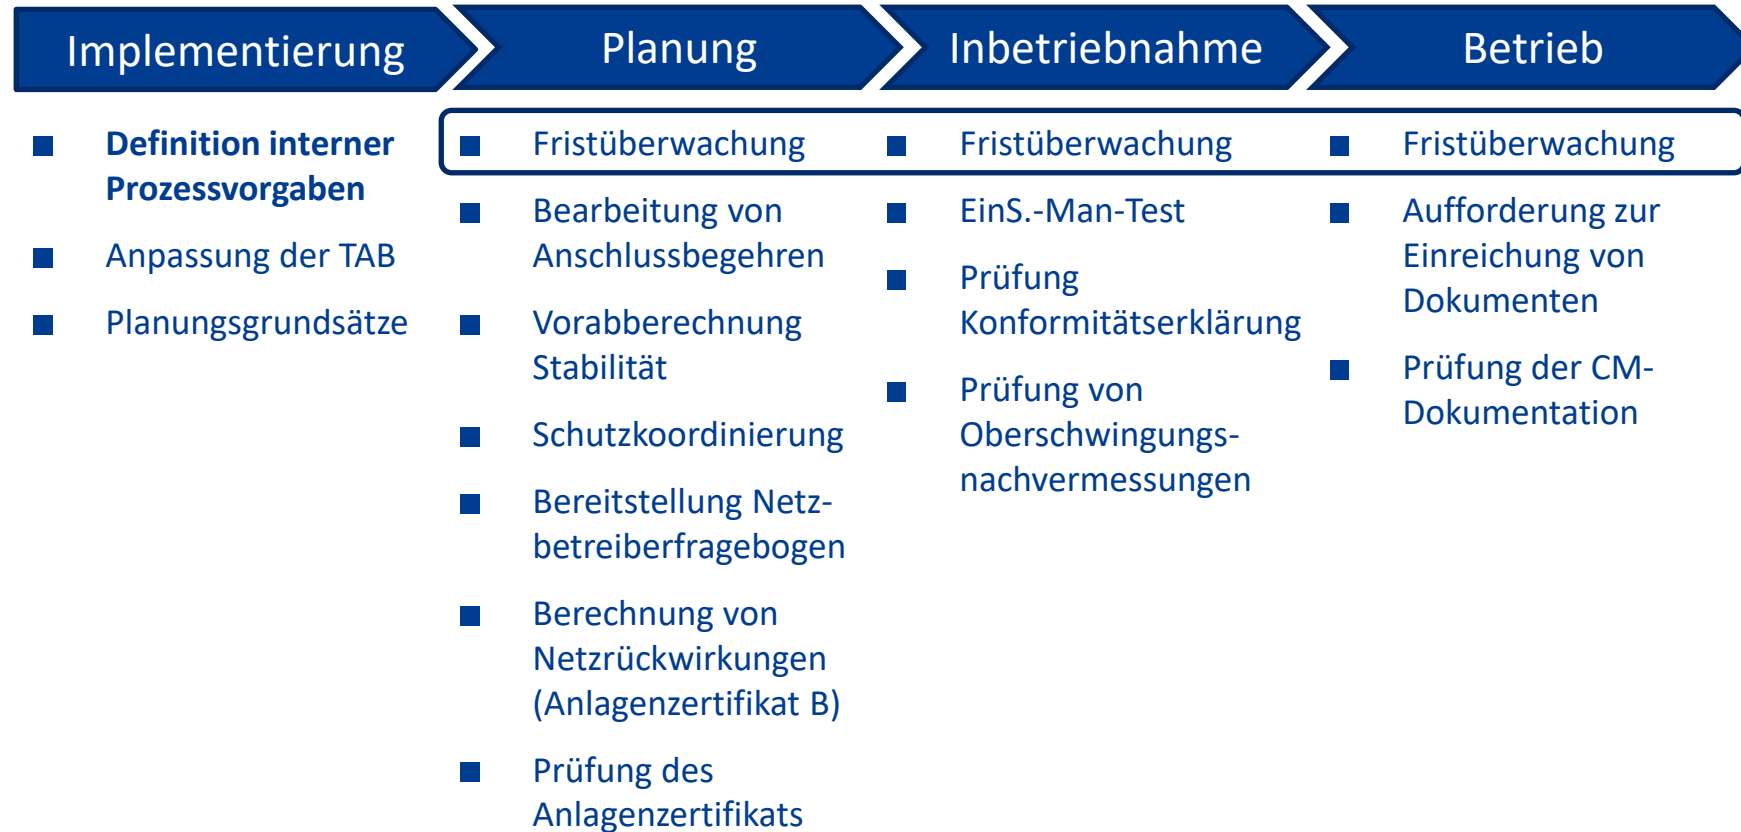 Implementierung
Planung
Inbetriebnahme
Betrieb
Definition interner
Prozessvorgaben
Anpassung der TAB
Planungsgrundsätze
Fristüberwachung
Bearbeitung von
Anschlussbegehren
Vorabberechnung
Stabilität
Schutzkoordinierung
Bereitstellung Netz-
betreiberfragebogen
Berechnung von
Netzrückwirkungen
(Anlagenzertifikat B)
Prüfung des
Anlagenzertifikats
Fristüberwachung
EinS.-Man-Test
Prüfung
Konformitätserklärung
Prüfung von
Oberschwingungs-
nachvermessungen
Fristüberwachung
Aufforderung zur
Einreichung von
Dokumenten
Prüfung der CM-
Dokumentation